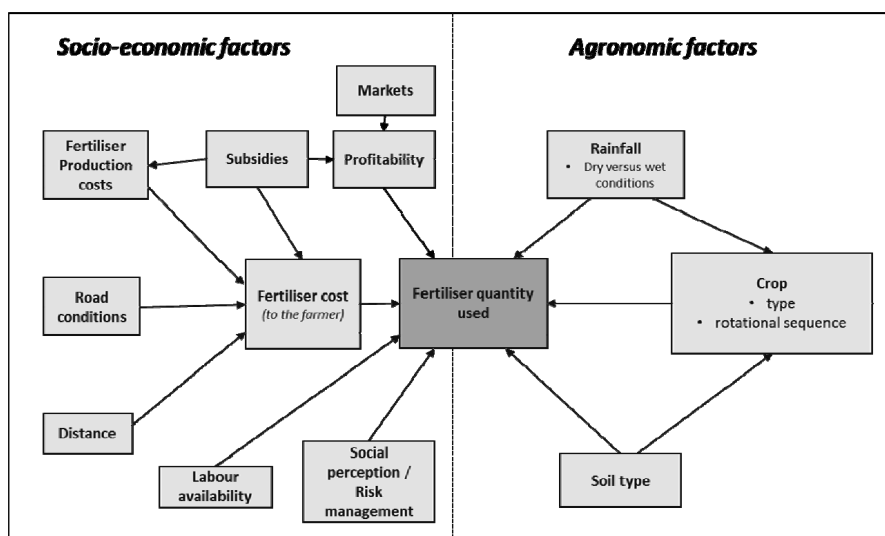 Socio-economic factors
Agronomic factors
Markets
Fertiliser
Production
costs
Subsidies
Profitability
Rainfall
• Dry versus wet
conditions
Road
conditions
Fertiliser cost
(to the farmer)
Fertiliser quantity
used
Crop
• type
• rotational sequence
Distance
Labour
availability
Social
perception /
Risk
management
Soil type